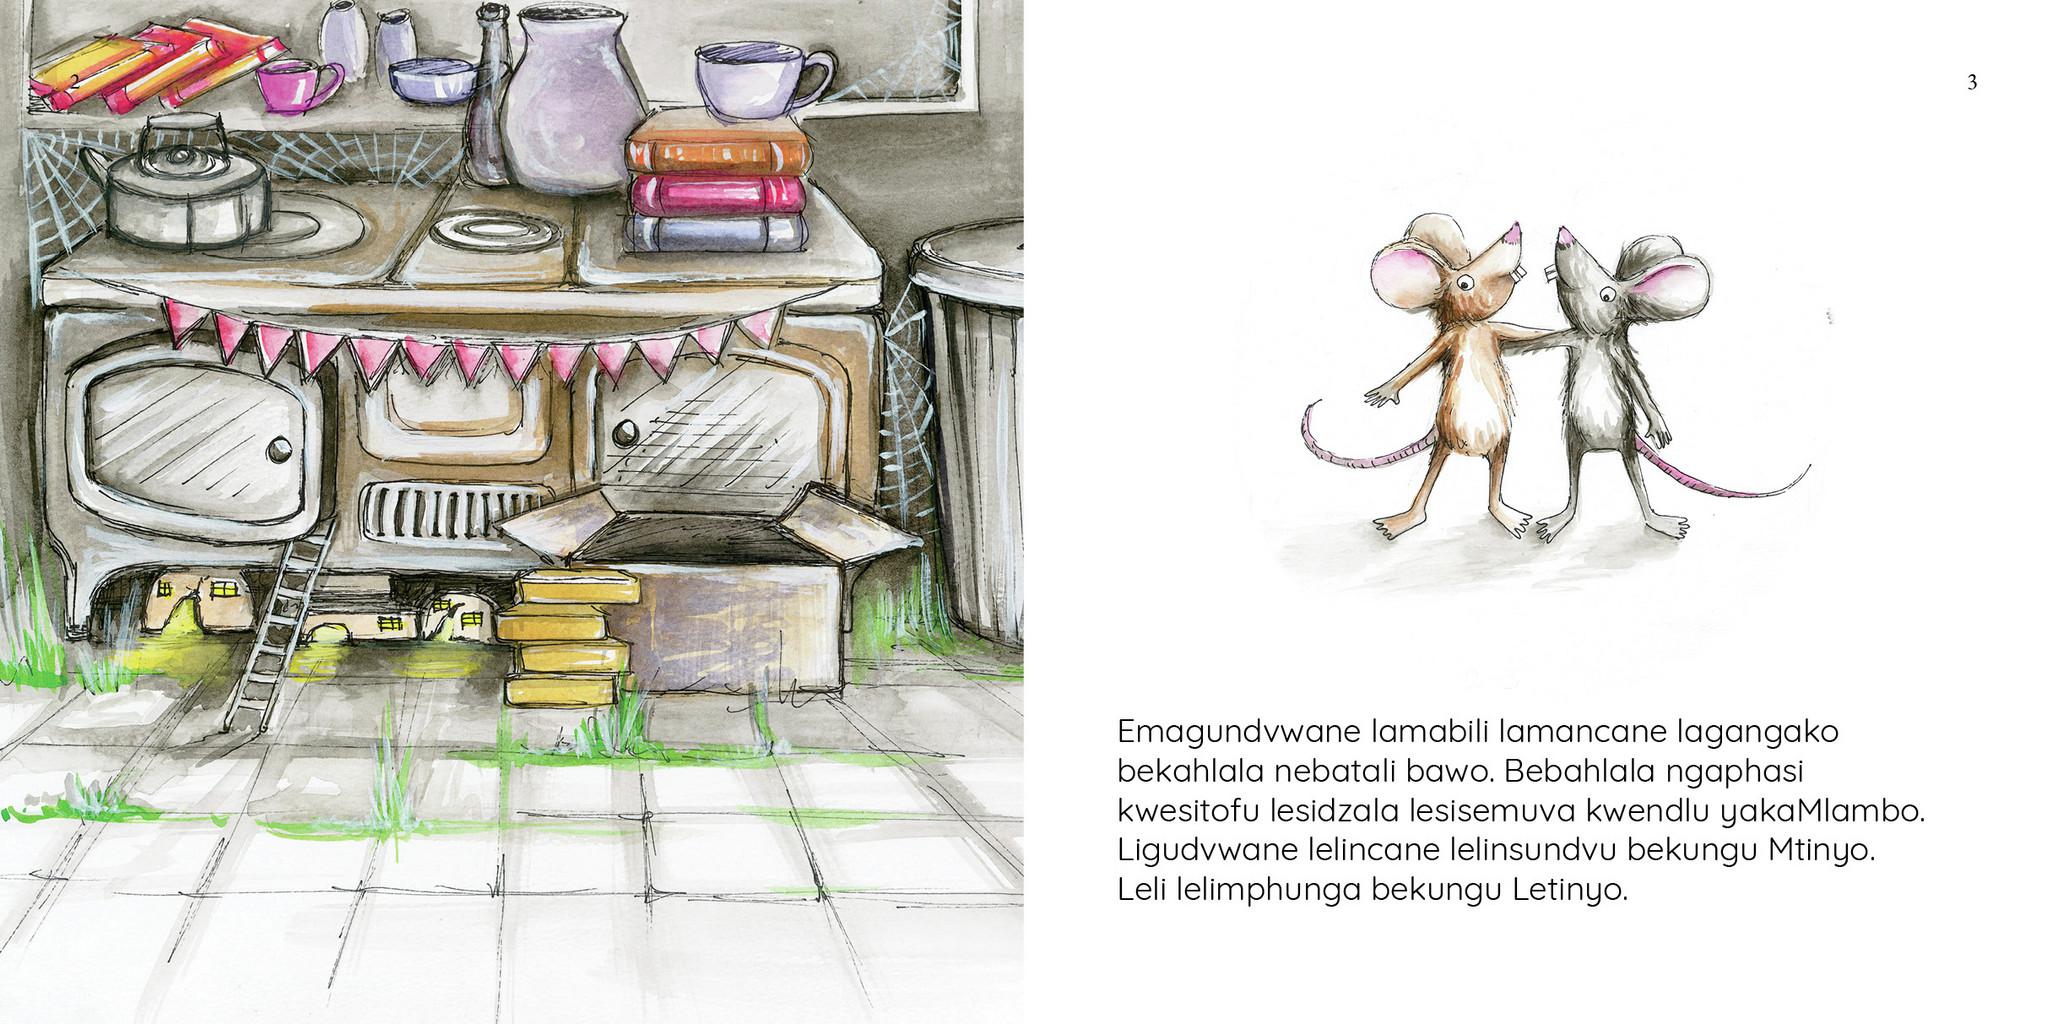 3
Emagundvwane lamabili lamancane lagangako
bekahlala nebatali bawo. Bebahlala ngaphasi
kwesitofu lesidzala lesisemuva kwendlu yakaMlambo.
Ligudvwane lelincane lelinsundvu bekungu Mtinyo.
Leli lelimphunga bekungu Letinyo.